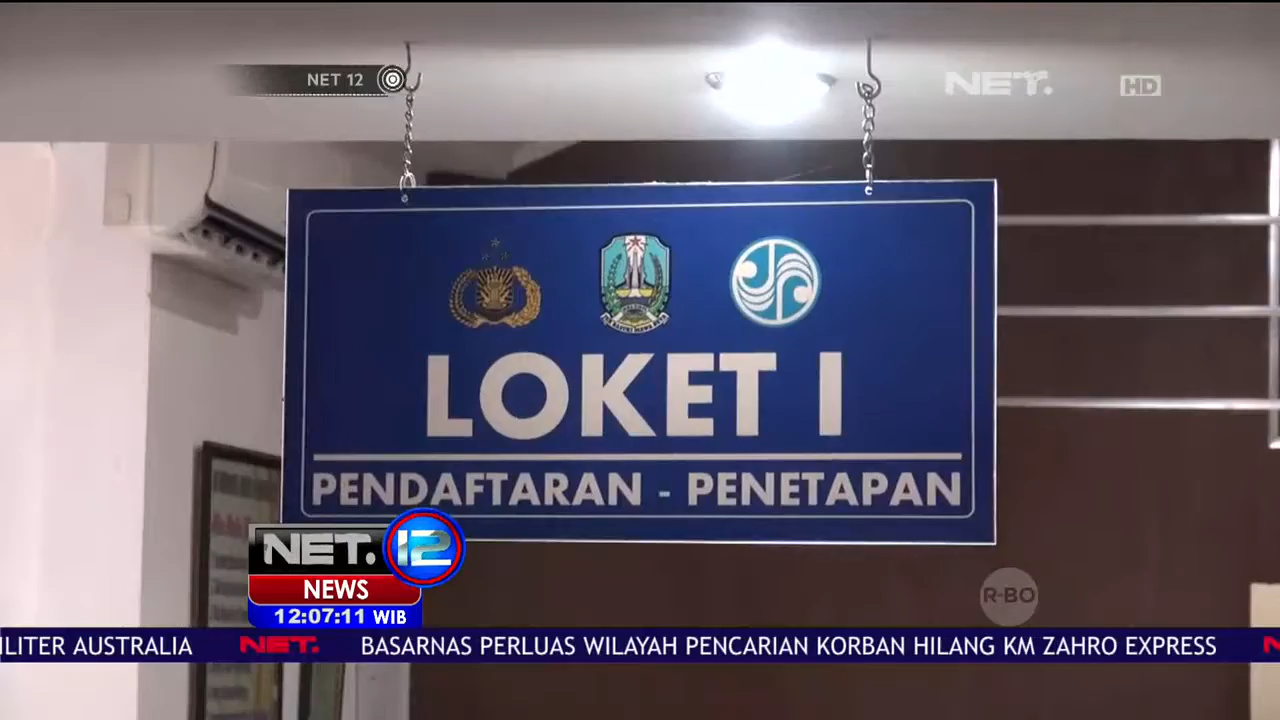 NET 12
NET.
HD
LOKET I
PENDAFTARAN - PENETAPAN
NET. 12
NEWS
12:07:11 WIB
R-BO
ILITER AUSTRALIA NET. BASARNAS PERLUAS WILAYAH PENCARIAN KORBAN HILANG KM ZAHRO EXPRESS